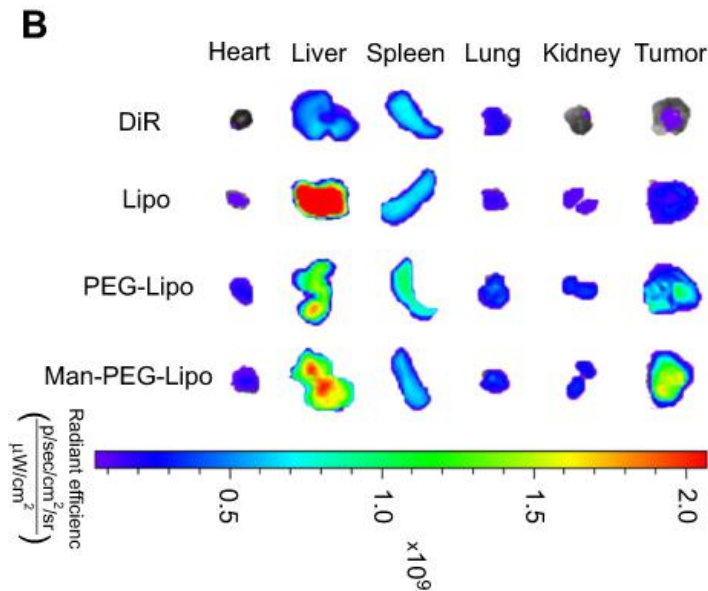 B
Heart Liver Spleen Lung Kidney Tumor
DiR
Lipo
PEG-Lipo
Man-PEG-Lipo
Radiant efficienc
(p/sec/cm²/sr
μW/cm²)
0.5 1.0 1.5 2.0
×10⁹